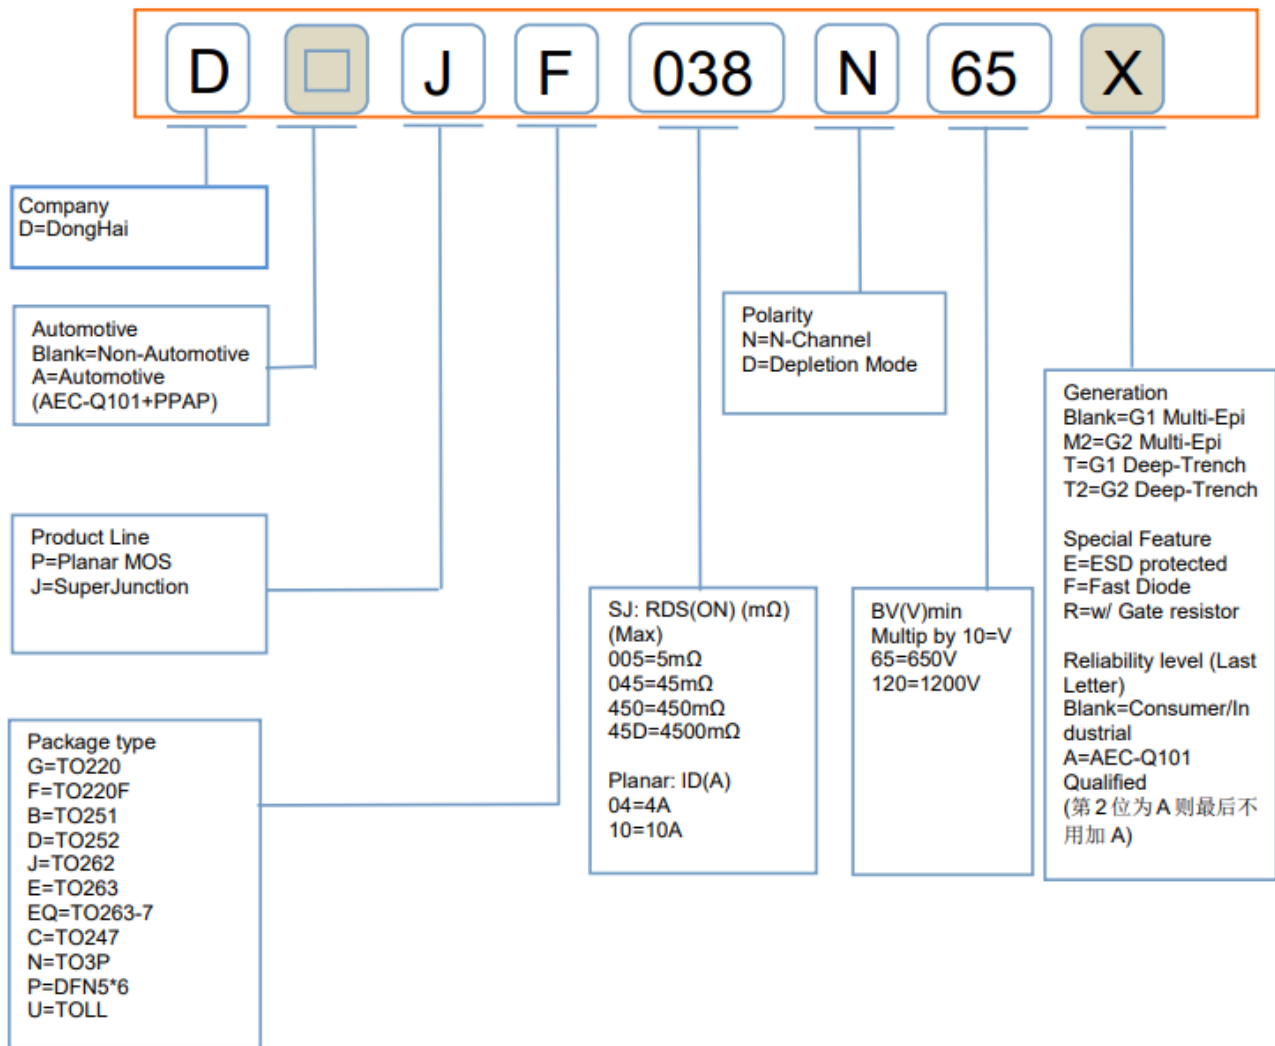 D □ J F 038 N 65 X
Company
D=DongHai
Automotive
Blank=Non-Automotive
A=Automotive
(AEC-Q101+PPAP)
Product Line
P=Planar MOS
J=SuperJunction
Package type
G=TO220
F=TO220F
B=TO251
D=TO252
J=TO262
E=TO263
EQ=TO263-7
C=TO247
N=TO3P
P=DFN5*6
U=TOLL
SJ: RDS(ON) (mΩ)
(Max)
005=5mΩ
045=45mΩ
450=450mΩ
45D=4500mΩ
Planar: ID(A)
04=4A
10=10A
Polarity
N=N-Channel
D=Depletion Mode
BV(V)min
Multip by 10=V
65=650V
120=1200V
Generation
Blank=G1 Multi-Epi
M2=G2 Multi-Epi
T=G1 Deep-Trench
T2=G2 Deep-Trench
Special Feature
E=ESD protected
F=Fast Diode
R=w/ Gate resistor
Reliability level (Last
Letter)
Blank=Consumer/In
dustrial
A=AEC-Q101
Qualified
(第2位为A则最后不
用加A)